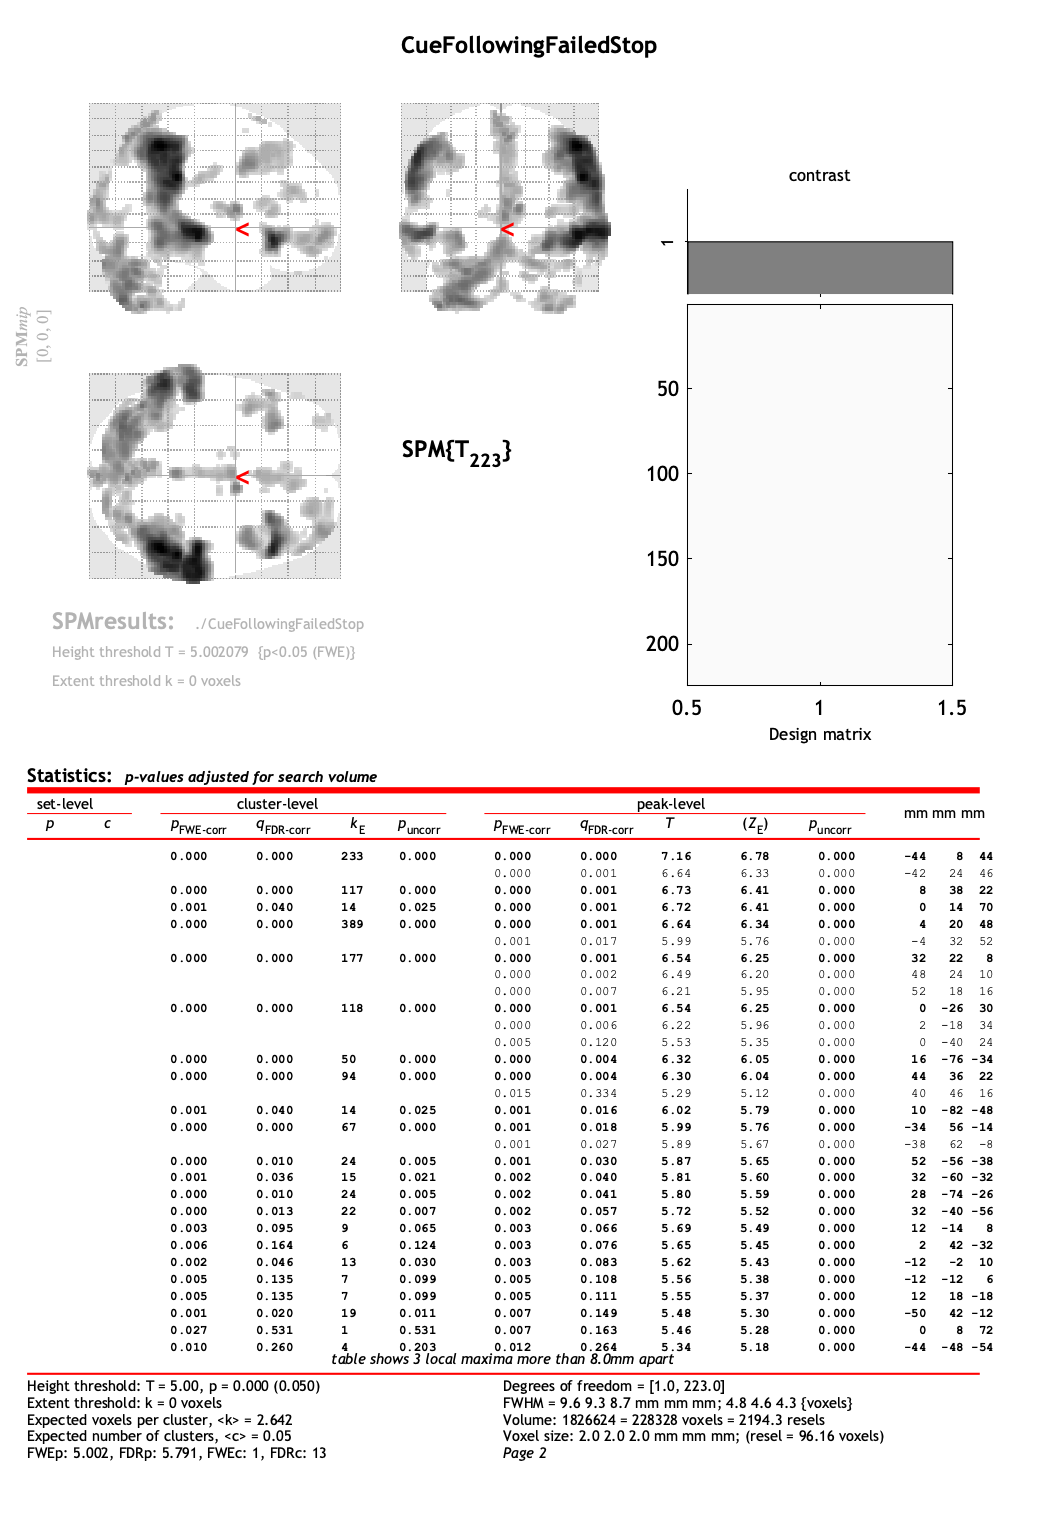 CueFollowingFailedStop
contrast
1
SPMmip
[0, 0, 0]
<
<
<
SPM{T223}
50
100
150
200
0.5 1 1.5
Design matrix
SPMresults: ./CueFollowingFailedStop
Height threshold T = 5.002079 {p<0.05 (FWE)}
Extent threshold k = 0 voxels
Statistics: p-values adjusted for search volume
set-level cluster-level peak-level mm mm mm
p c pFWE-corr qFDR-corr kE puncorr pFWE-corr qFDR-corr T (ZE) puncorr
0.000 0.000 233 0.000 0.000 0.000 7.16 6.78 0.000 -44 8 44
0.000 0.001 6.64 6.33 0.000 -42 24 46
0.000 0.000 117 0.000 0.000 0.001 6.73 6.41 0.000 8 38 22
0.001 0.040 14 0.025 0.000 0.001 6.72 6.41 0.000 0 14 70
0.000 0.000 389 0.000 0.000 0.001 6.64 6.34 0.000 4 20 48
0.001 0.017 5.99 5.76 0.000 -4 32 52
0.000 0.000 177 0.000 0.000 0.001 6.54 6.25 0.000 32 22 8
0.000 0.002 6.49 6.20 0.000 48 24 10
0.000 0.007 6.21 5.95 0.000 52 18 16
0.000 0.000 118 0.000 0.000 0.001 6.54 6.25 0.000 0 -26 30
0.000 0.006 6.22 5.96 0.000 2 -18 34
0.005 0.120 5.53 5.35 0.000 0 -40 24
0.000 0.000 50 0.000 0.000 0.004 6.32 6.05 0.000 16 -76 -34
0.000 0.000 94 0.000 0.000 0.004 6.30 6.04 0.000 44 36 22
0.015 0.334 5.29 5.12 0.000 40 46 16
0.001 0.040 14 0.025 0.001 0.016 6.02 5.79 0.000 10 -82 -48
0.000 0.000 67 0.000 0.001 0.018 5.99 5.76 0.000 -34 56 -14
0.001 0.027 5.89 5.67 0.000 -38 62 -8
0.000 0.010 24 0.005 0.001 0.030 5.87 5.65 0.000 52 -56 -38
0.001 0.036 15 0.021 0.002 0.040 5.81 5.60 0.000 32 -60 -32
0.000 0.010 24 0.005 0.002 0.041 5.80 5.59 0.000 28 -74 -26
0.000 0.013 22 0.007 0.002 0.057 5.72 5.52 0.000 32 -40 -56
0.003 0.095 9 0.065 0.003 0.066 5.69 5.49 0.000 12 -14 8
0.006 0.164 6 0.124 0.003 0.076 5.65 5.45 0.000 2 42 -32
0.002 0.046 13 0.030 0.003 0.083 5.62 5.43 0.000 -12 -2 10
0.005 0.135 7 0.099 0.005 0.108 5.56 5.38 0.000 -12 -12 6
0.005 0.135 7 0.099 0.005 0.111 5.55 5.37 0.000 12 18 -18
0.001 0.020 19 0.011 0.007 0.149 5.48 5.30 0.000 -50 42 -12
0.027 0.531 1 0.531 0.007 0.163 5.46 5.28 0.000 0 8 72
0.010 0.260 4 0.203 0.012 0.264 5.34 5.18 0.000 -44 -48 -54
table shows 3 local maxima more than 8.0mm apart
Height threshold: T = 5.00, p = 0.000 (0.050)
Extent threshold: k = 0 voxels
Expected voxels per cluster, <k> = 2.642
Expected number of clusters, <c> = 0.05
FWEp: 5.002, FDRp: 5.791, FWEc: 1, FDRc: 13
Degrees of freedom = [1.0, 223.0]
FWHM = 9.6 9.3 8.7 mm mm mm; 4.8 4.6 4.3 {voxels}
Volume: 1826624 = 228328 voxels = 2194.3 resels
Voxel size: 2.0 2.0 2.0 mm mm mm; (resel = 96.16 voxels)
Page 2